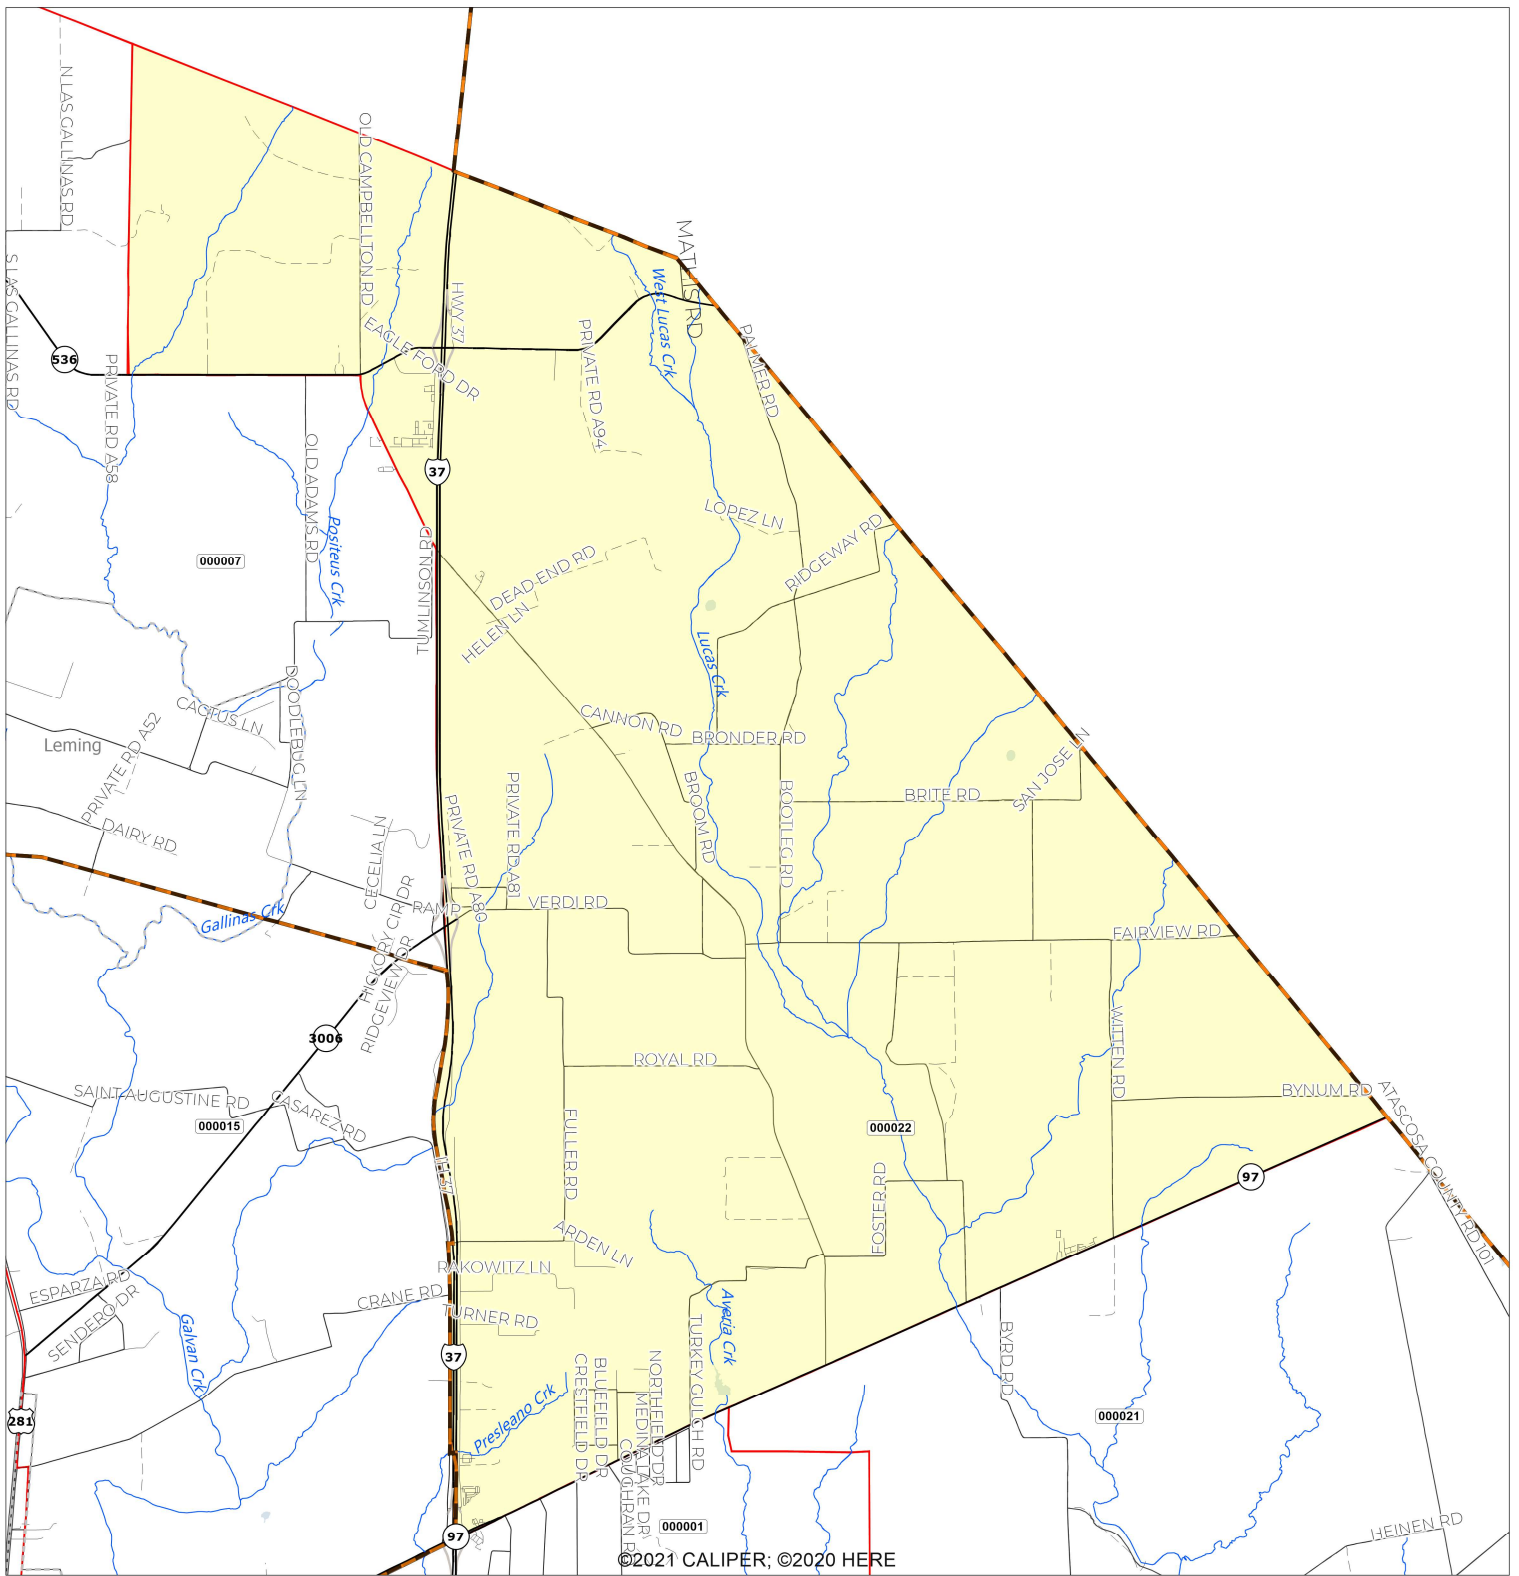 N LAS GALLINAS RD
OLD CAMPBELLTON RD
MATHIS RD
S LAS GALLINAS RD
West Lucas Crk
HWY 37
EAGLE FORD DR
PRIVATE RD A94
PALMER RD
536
PRIVATE RD A58
37
OLD ADAMS RD
Positeus Crk
TUMLINSON RD
LOPEZ LN
RIDGEWAY RD
000007
DEAD-END RD
HELEN LN
Lucas Crk
DOODLEBUG LN
CACTUS LN
CANNON RD
BRONDER RD
Leming
PRIVATE RD A52
SAN JOSE LN
BROOM RD
BOOTLEG RD
BRITE RD
P
DAIRY RD
CECELIA LN
PRIVATE RD A80
PRIVATE RD A81
RAMP
VERDI RD
Gallinas Crk
HICKORY CIR DR
RIDGEVIEW DR
FAIRVIEW RD
3006
WITTEN RD
ROYAL RD
SAINT AUGUSTINE RD
CASAREZ RD
BYNUM RD
000015
000022
FULLER RD
ATASCOSA COUNTY RD 101
IH 37
FOSTER RD
97
ARDEN LN
RAKOWITZ LN
ESPARZA RD
CRANE RD
SENDERO DR
TURNER RD
Galvan Crk
Averia Crk
TURKEY GULCH RD
BYRD RD
37
CRESTFIELD DR
BLUEFIELD DR
NORTHFIELD DR
MEDINA LAKE DR
Presleano Crk
281
000021
COUGHRAN R
97
000001
HEINEN RD
©2021 CALIPER; ©2020 HERE